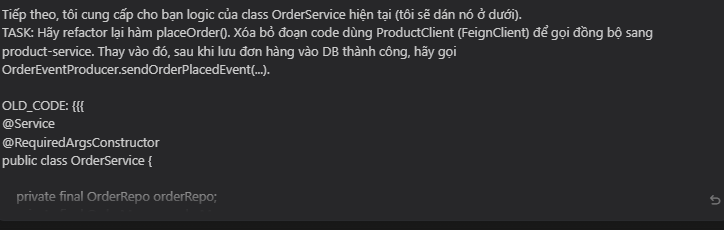 Tiếp theo, tôi cung cấp cho bạn logic của class OrderService hiện tại (tôi sẽ dán nó ở dưới).
TASK: Hãy refactor lại hàm placeOrder(). Xóa bỏ đoạn code dùng ProductClient (FeignClient) để gọi đồng bộ sang
product-service. Thay vào đó, sau khi lưu đơn hàng vào DB thành công, hãy gọi
OrderEventProducer.sendOrderPlacedEvent(...).
OLD_CODE: {{{
@Service
@RequiredArgsConstructor
public class OrderService {
private final OrderRepo orderRepo;